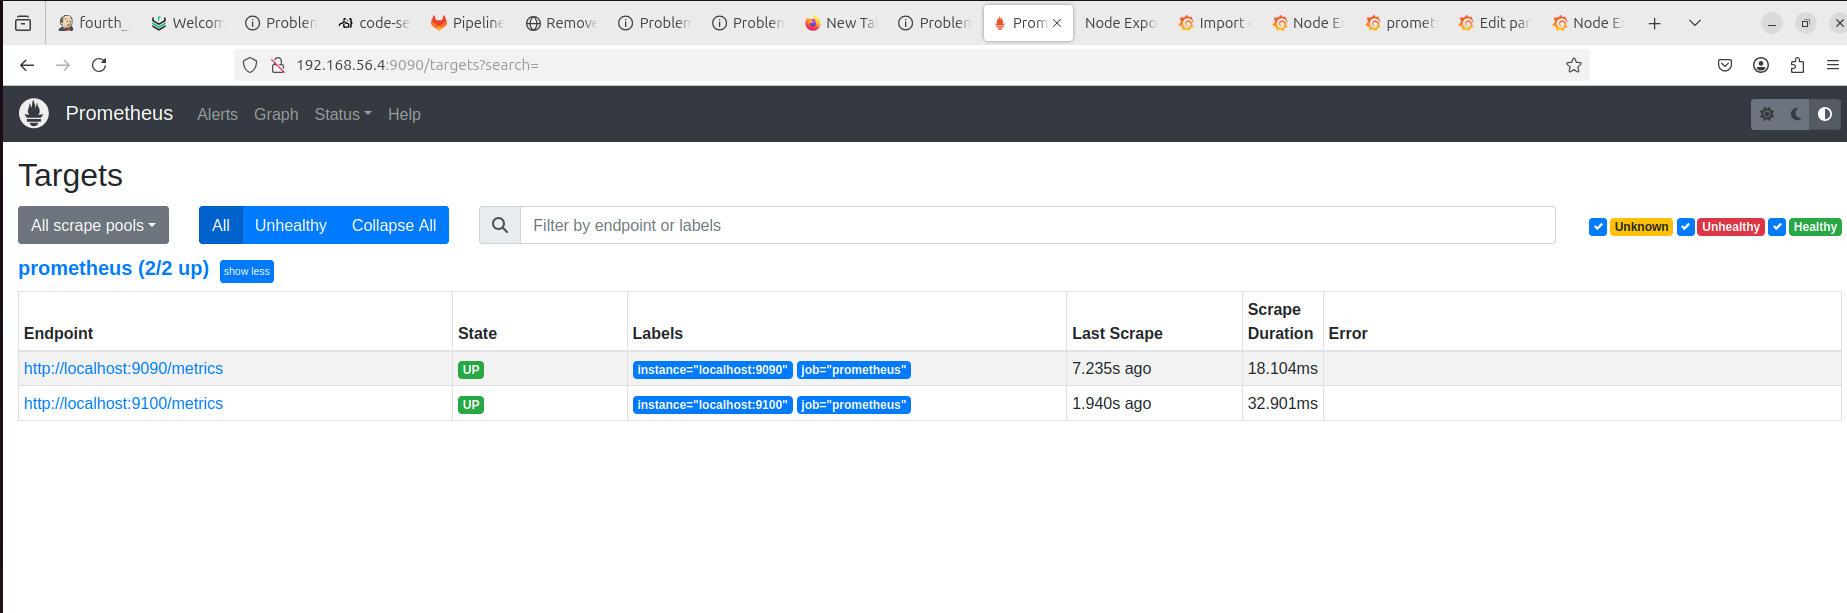 fourth_ Welcom Problem code-se Pipeline Remove Problem Problem New Ta Problem Prom Node Expo Import Node E promet Edit par Node E
192.168.56.4:9090/targets?search=
Prometheus Alerts Graph Status Help
Targets
All scrape pools All Unhealthy Collapse All Filter by endpoint or labels Unknown Unhealthy Healthy
prometheus (2/2 up) show less
Endpoint State Labels Last Scrape Scrape Duration Error
http://localhost:9090/metrics UP instance="localhost:9090" job="prometheus" 7.235s ago 18.104ms
http://localhost:9100/metrics UP instance="localhost:9100" job="prometheus" 1.940s ago 32.901ms